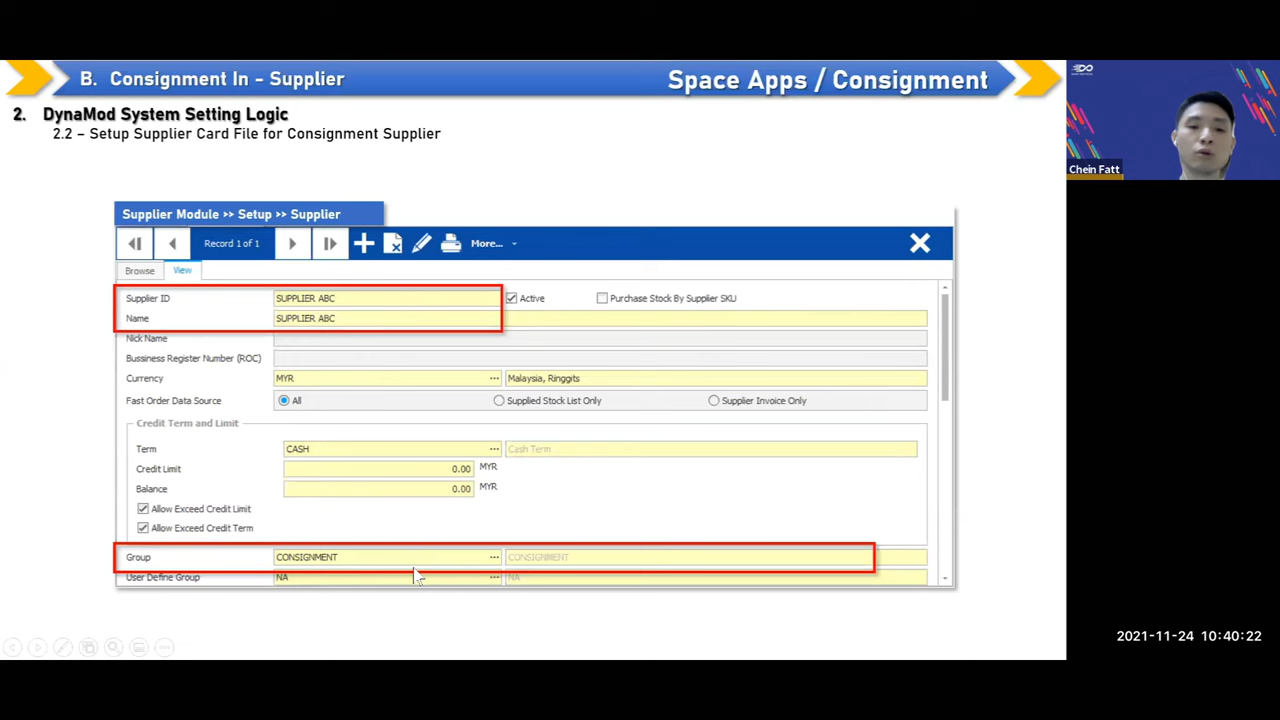 B. Consignment In - Supplier
Space Apps / Consignment
2. DynaMod System Setting Logic
2.2 – Setup Supplier Card File for Consignment Supplier
Chein Fatt
Supplier Module >> Setup >> Supplier
Record 1 of 1
More...
Browse View
Supplier ID SUPPLIER ABC Active Purchase Stock By Supplier SKU
Name SUPPLIER ABC
Nick Name
Bussiness Register Number (ROC)
Currency MYR ... Malaysia, Ringgits
Fast Order Data Source All Supplied Stock List Only Supplier Invoice Only
Credit Term and Limit
Term CASH ... Cash Term
Credit Limit 0.00 MYR
Balance 0.00 MYR
Allow Exceed Credit Limit
Allow Exceed Credit Term
Group CONSIGNMENT ... CONSIGNMENT
User Define Group NA ... NA
2021-11-24 10:40:22